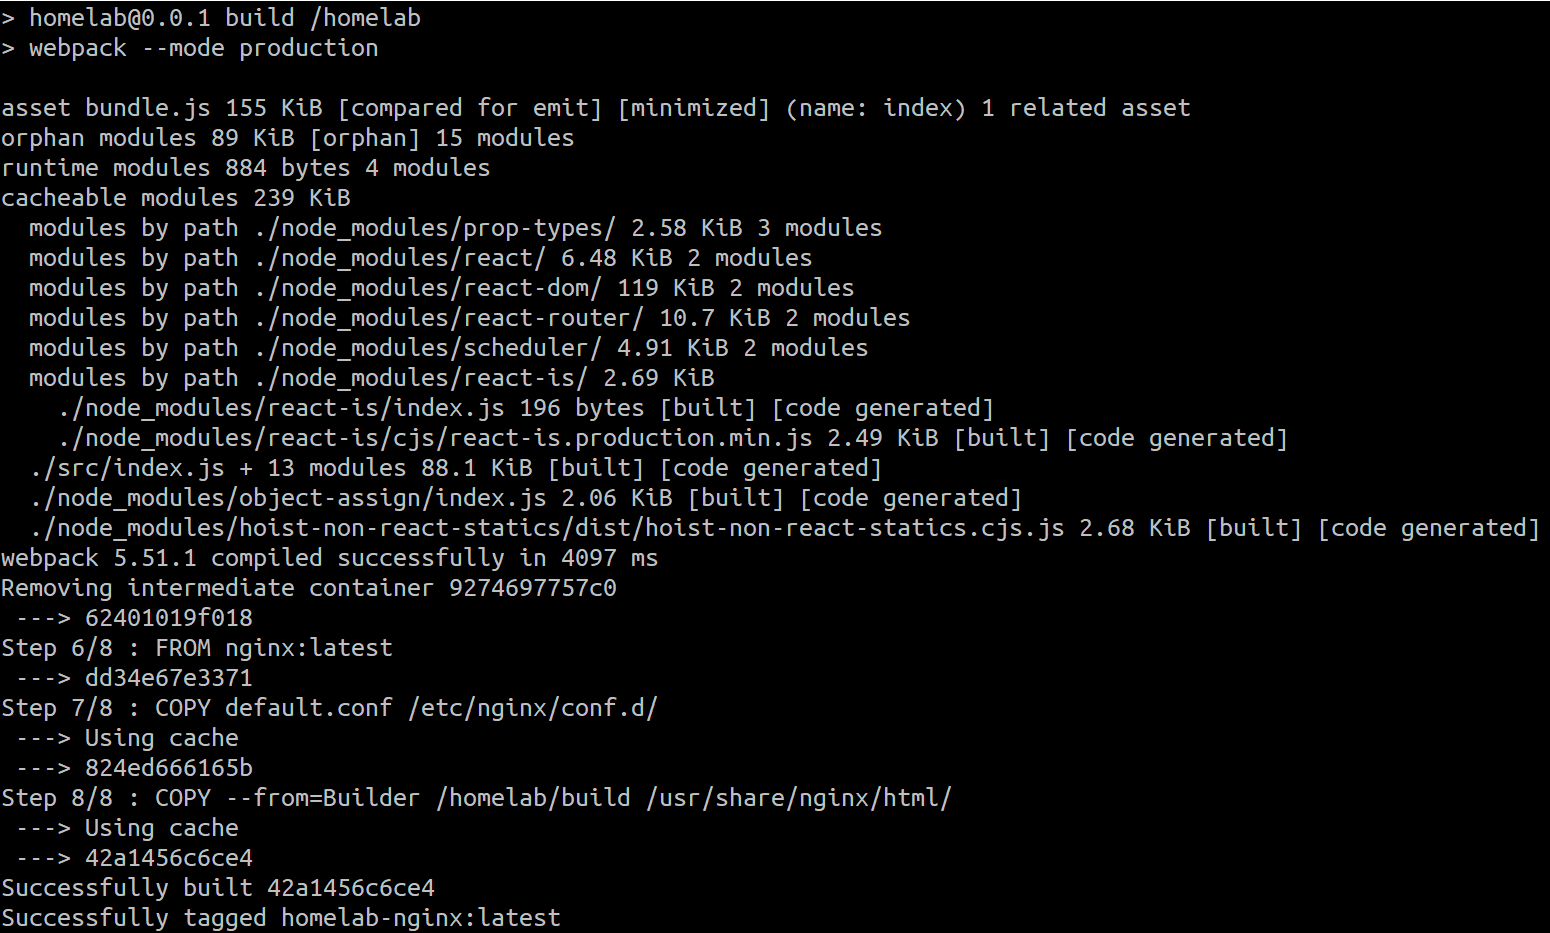 > homelab@0.0.1 build /homelab
> webpack --mode production
asset bundle.js 155 KiB [compared for emit] [minimized] (name: index) 1 related asset
orphan modules 89 KiB [orphan] 15 modules
runtime modules 884 bytes 4 modules
cacheable modules 239 KiB
  modules by path ./node_modules/prop-types/ 2.58 KiB 3 modules
  modules by path ./node_modules/react/ 6.48 KiB 2 modules
  modules by path ./node_modules/react-dom/ 119 KiB 2 modules
  modules by path ./node_modules/react-router/ 10.7 KiB 2 modules
  modules by path ./node_modules/scheduler/ 4.91 KiB 2 modules
  modules by path ./node_modules/react-is/ 2.69 KiB
    ./node_modules/react-is/index.js 196 bytes [built] [code generated]
    ./node_modules/react-is/cjs/react-is.production.min.js 2.49 KiB [built] [code generated]
  ./src/index.js + 13 modules 88.1 KiB [built] [code generated]
  ./node_modules/object-assign/index.js 2.06 KiB [built] [code generated]
  ./node_modules/hoist-non-react-statics/dist/hoist-non-react-statics.cjs.js 2.68 KiB [built] [code generated]
webpack 5.51.1 compiled successfully in 4097 ms
Removing intermediate container 9274697757c0
 ---> 62401019f018
Step 6/8 : FROM nginx:latest
 ---> dd34e67e3371
Step 7/8 : COPY default.conf /etc/nginx/conf.d/
 ---> Using cache
 ---> 824ed666165b
Step 8/8 : COPY --from=Builder /homelab/build /usr/share/nginx/html/
 ---> Using cache
 ---> 42a1456c6ce4
Successfully built 42a1456c6ce4
Successfully tagged homelab-nginx:latest